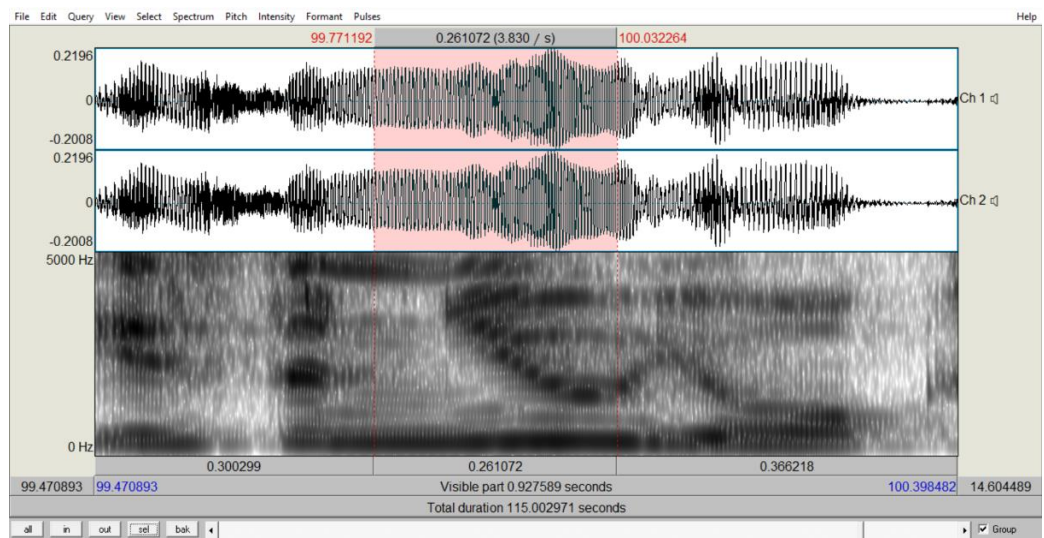 File Edit Query View Select Spectrum Pitch Intensity Formant Pulses Help
99.771192 0.261072 (3.830 / s) 100.032264
0.2196
0
-0.2008
Ch 1
0.2196
0
-0.2008
Ch 2
5000 Hz
0 Hz
0.300299 0.261072 0.366218
99.470893 99.470893 Visible part 0.927589 seconds 100.398482 14.604489
Total duration 115.002971 seconds
all in out sel bak Group